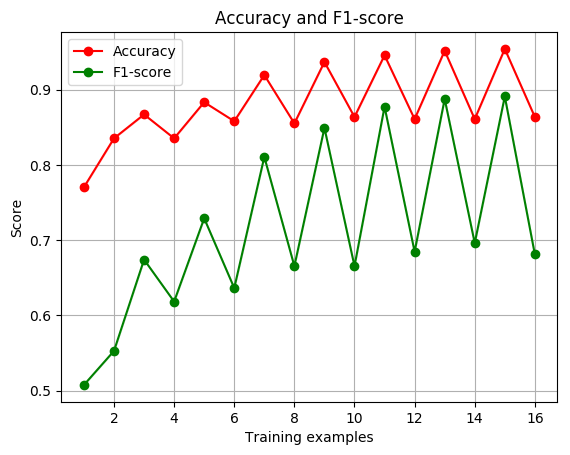 Accuracy and F1-score
Accuracy
F1-score
0.9
0.8
0.7
0.6
0.5
Score
2 4 6 8 10 12 14 16
Training examples